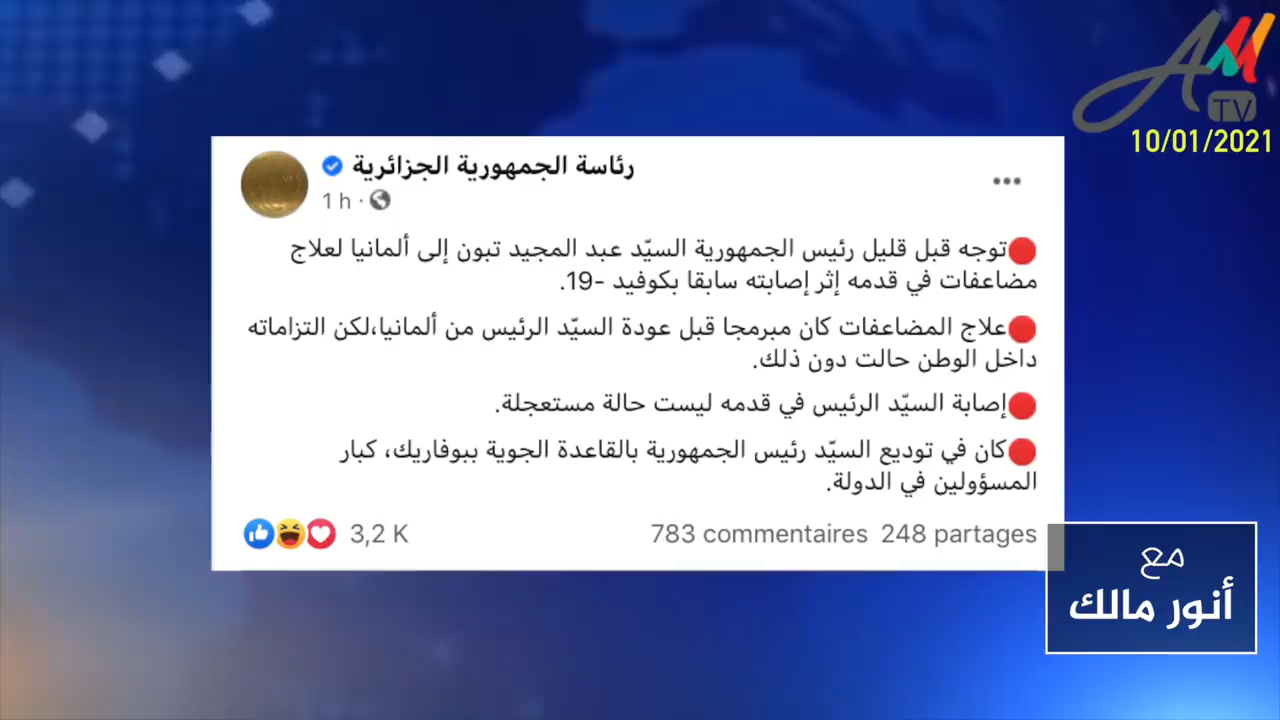 AM
TV
10/01/2021
رئاسة الجمهورية الجزائرية
1 h ·
توجه قبل قليل رئيس الجمهورية السيّد عبد المجيد تبون إلى ألمانيا لعلاج
مضاعفات في قدمه إثر إصابته سابقا بكوفيد -19.
علاج المضاعفات كان مبرمجا قبل عودة السيّد الرئيس من ألمانيا،لكن التزاماته
داخل الوطن حالت دون ذلك.
إصابة السيّد الرئيس في قدمه ليست حالة مستعجلة.
كان في توديع السيّد رئيس الجمهورية بالقاعدة الجوية ببوفاريك، كبار
المسؤولين في الدولة.
3,2 K 783 commentaires 248 partages
مع
أنور مالك